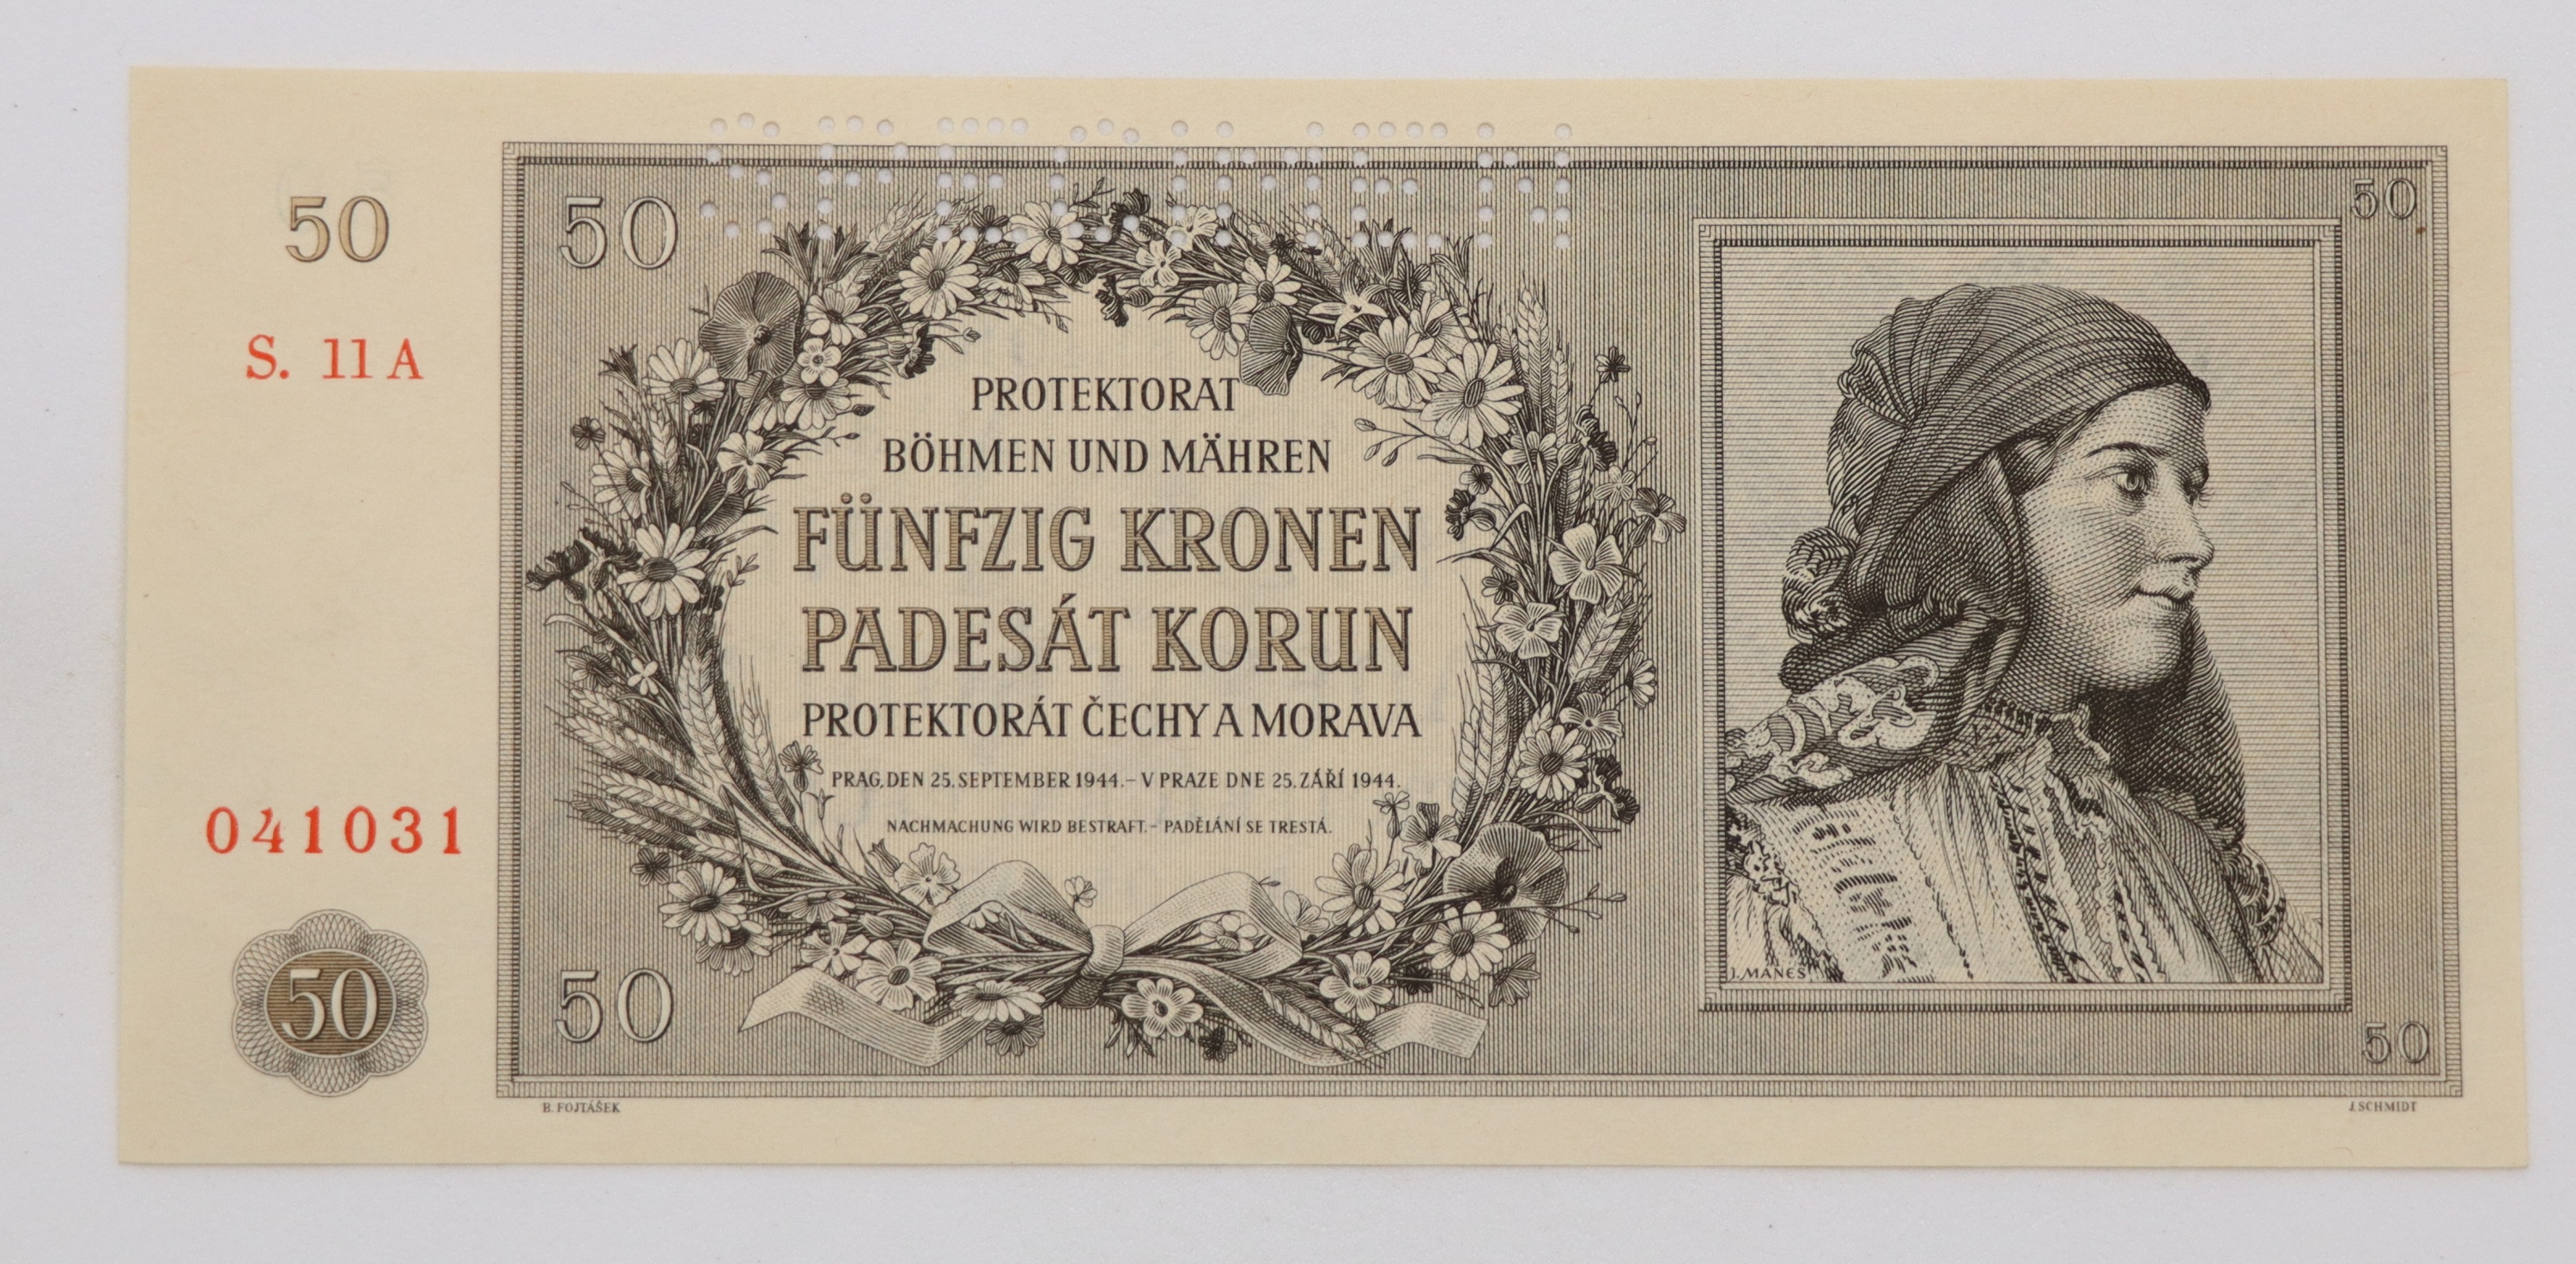 50
S. 11 A
041031
50
SPECIMEN
50
50
PROTEKTORAT
BÖHMEN UND MÄHREN
FÜNFZIG KRONEN
PADESÁT KORUN
PROTEKTORÁT ČECHY A MORAVA
PRAG, DEN 25. SEPTEMBER 1944. – V PRAZE DNE 25. ZÁŘÍ 1944.
NACHMACHUNG WIRD BESTRAFT. – PADĚLÁNÍ SE TRESTÁ.
50
J. MÁNES
50
B. FOJTÁŠEK
J. SCHMIDT